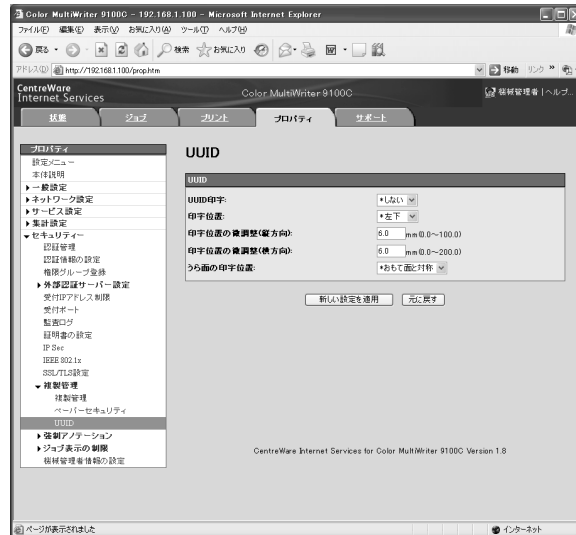 Color MultiWriter 9100C - 192.168.1.100 - Microsoft Internet Explorer
ファイル(F) 編集(E) 表示(V) お気に入り(A) ツール(T) ヘルプ(H)
戻る 検索 お気に入り
アドレス(D) http://192.168.1.100/prop.htm 移動 リンク »
CentreWare
Internet Services
Color MultiWriter 9100C
機械管理者 | ヘルプ...
状態 ジョブ プリント プロパティ サポート
プロパティ
設定メニュー
本体説明
一般設定
ネットワーク設定
サービス設定
集計設定
セキュリティー
認証管理
認証情報の設定
権限グループ登録
外部認証サーバー設定
受付IPアドレス制限
受付ポート
監査ログ
証明書の設定
IP Sec
IEEE 802.1x
SSL/TLS設定
複製管理
複製管理
ペーパーセキュリティ
UUID
強制アノテーション
ジョブ表示の制限
機械管理者情報の設定
UUID
UUID
UUID印字: *しない
印字位置: *左下
印字位置の微調整(縦方向): 6.0 mm(0.0~100.0)
印字位置の微調整(横方向): 6.0 mm(0.0~200.0)
うら面の印字位置: *おもて面と対称
新しい設定を適用 元に戻す
CentreWare Internet Services for Color MultiWriter 9100C Version 1.8
ページが表示されました
インターネット